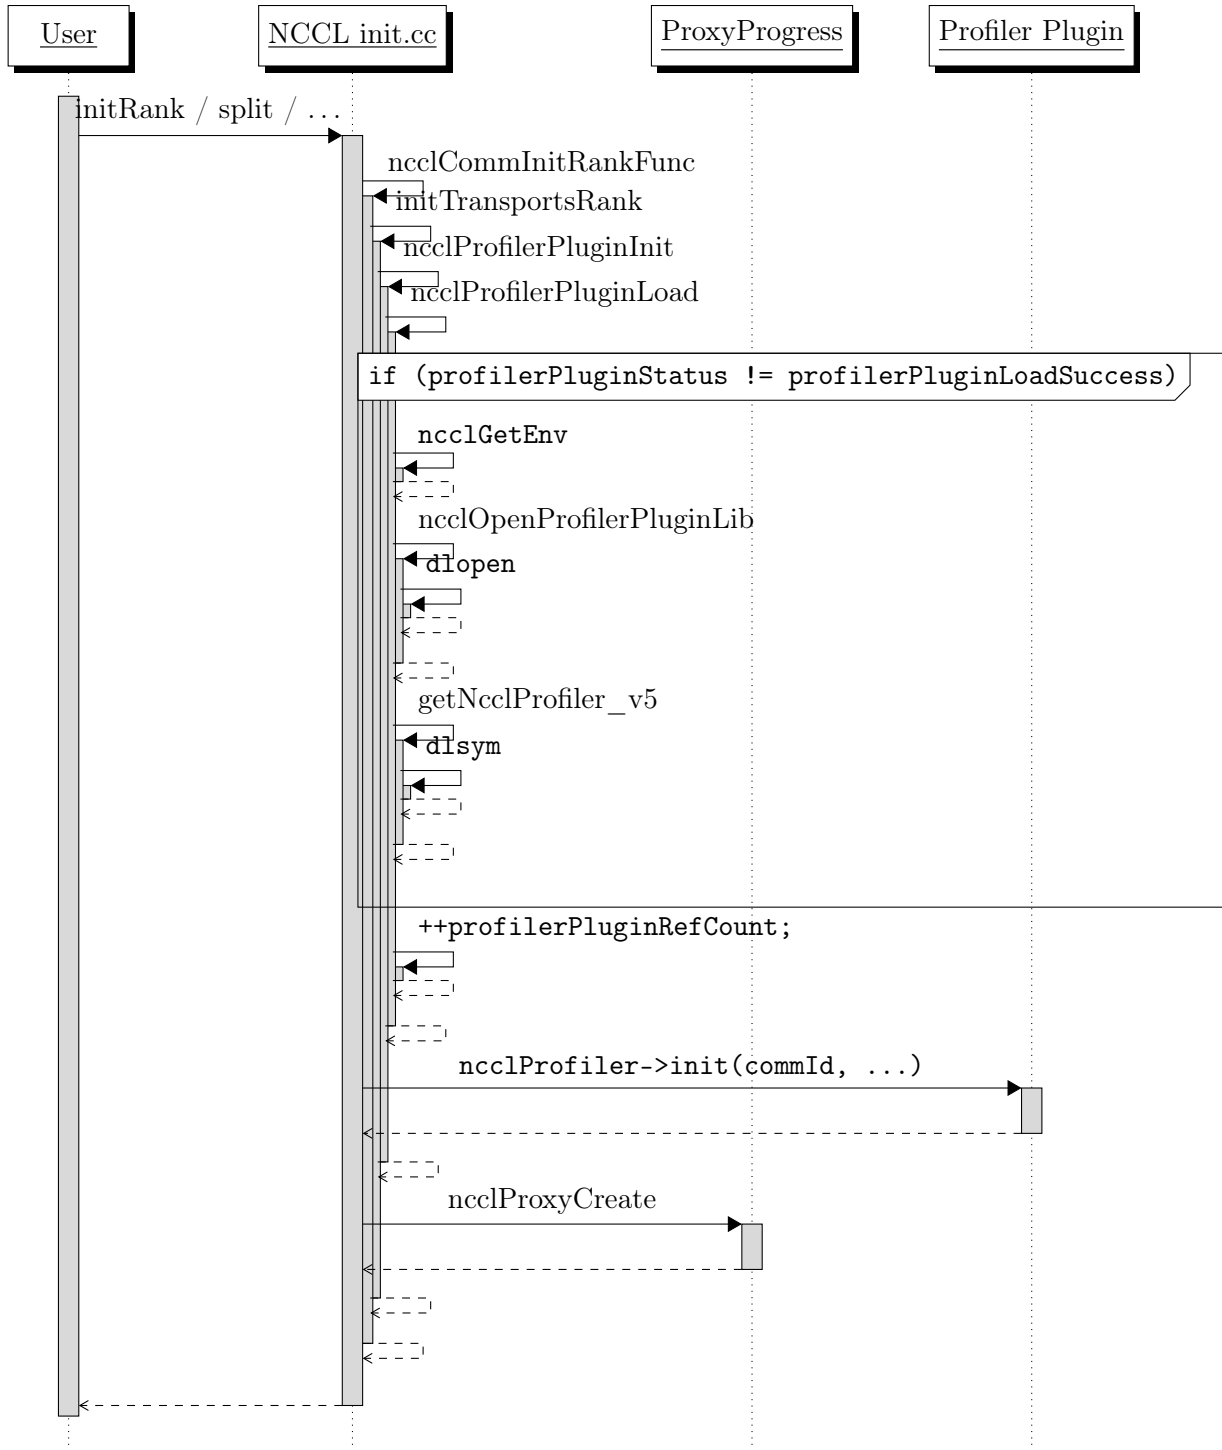 User
NCCL init.cc
ProxyProgress
Profiler Plugin
initRank / split / ...
ncclCommInitRankFunc
initTransportsRank
ncclProfilerPluginInit
ncclProfilerPluginLoad
if (profilerPluginStatus != profilerPluginLoadSuccess)
ncclGetEnv
ncclOpenProfilerPluginLib
dlopen
getNcclProfiler_v5
dlsym
++profilerPluginRefCount;
ncclProfiler->init(commId, ...)
ncclProxyCreate